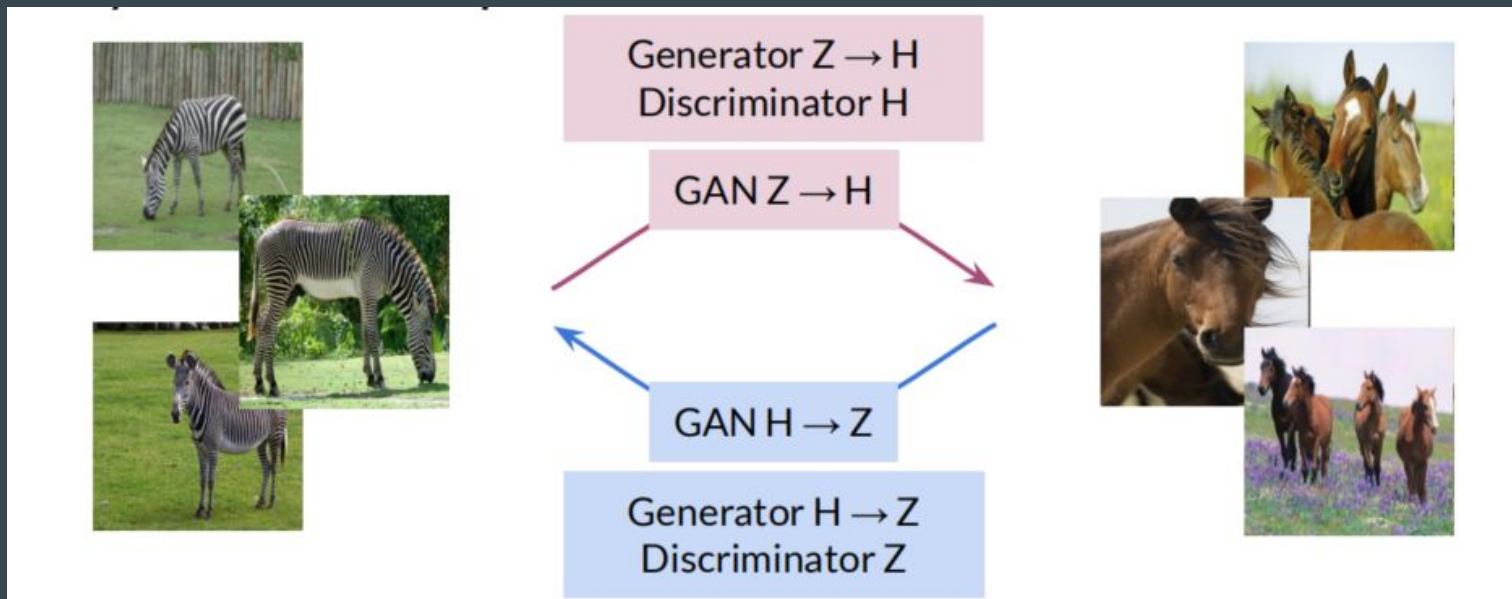 Generator Z → H
Discriminator H
GAN Z → H
GAN H → Z
Generator H → Z
Discriminator Z